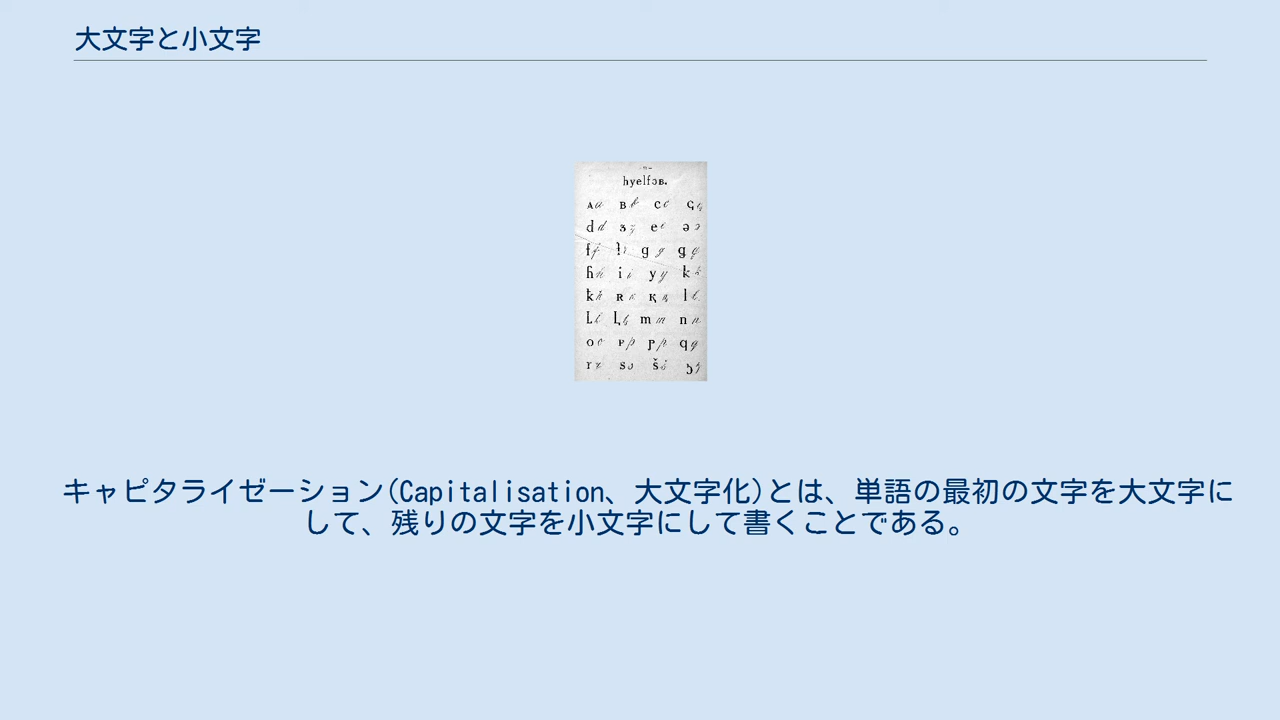 大文字と小文字
hyelfɔʙ.
ᴀ a ʙ b c c
d d e e ə ə
f f g g
i i y y k k
l l
m m n n
o o q q
r r s s š š
キャピタライゼーション(Capitalisation、大文字化)とは、単語の最初の文字を大文字に
して、残りの文字を小文字にして書くことである。